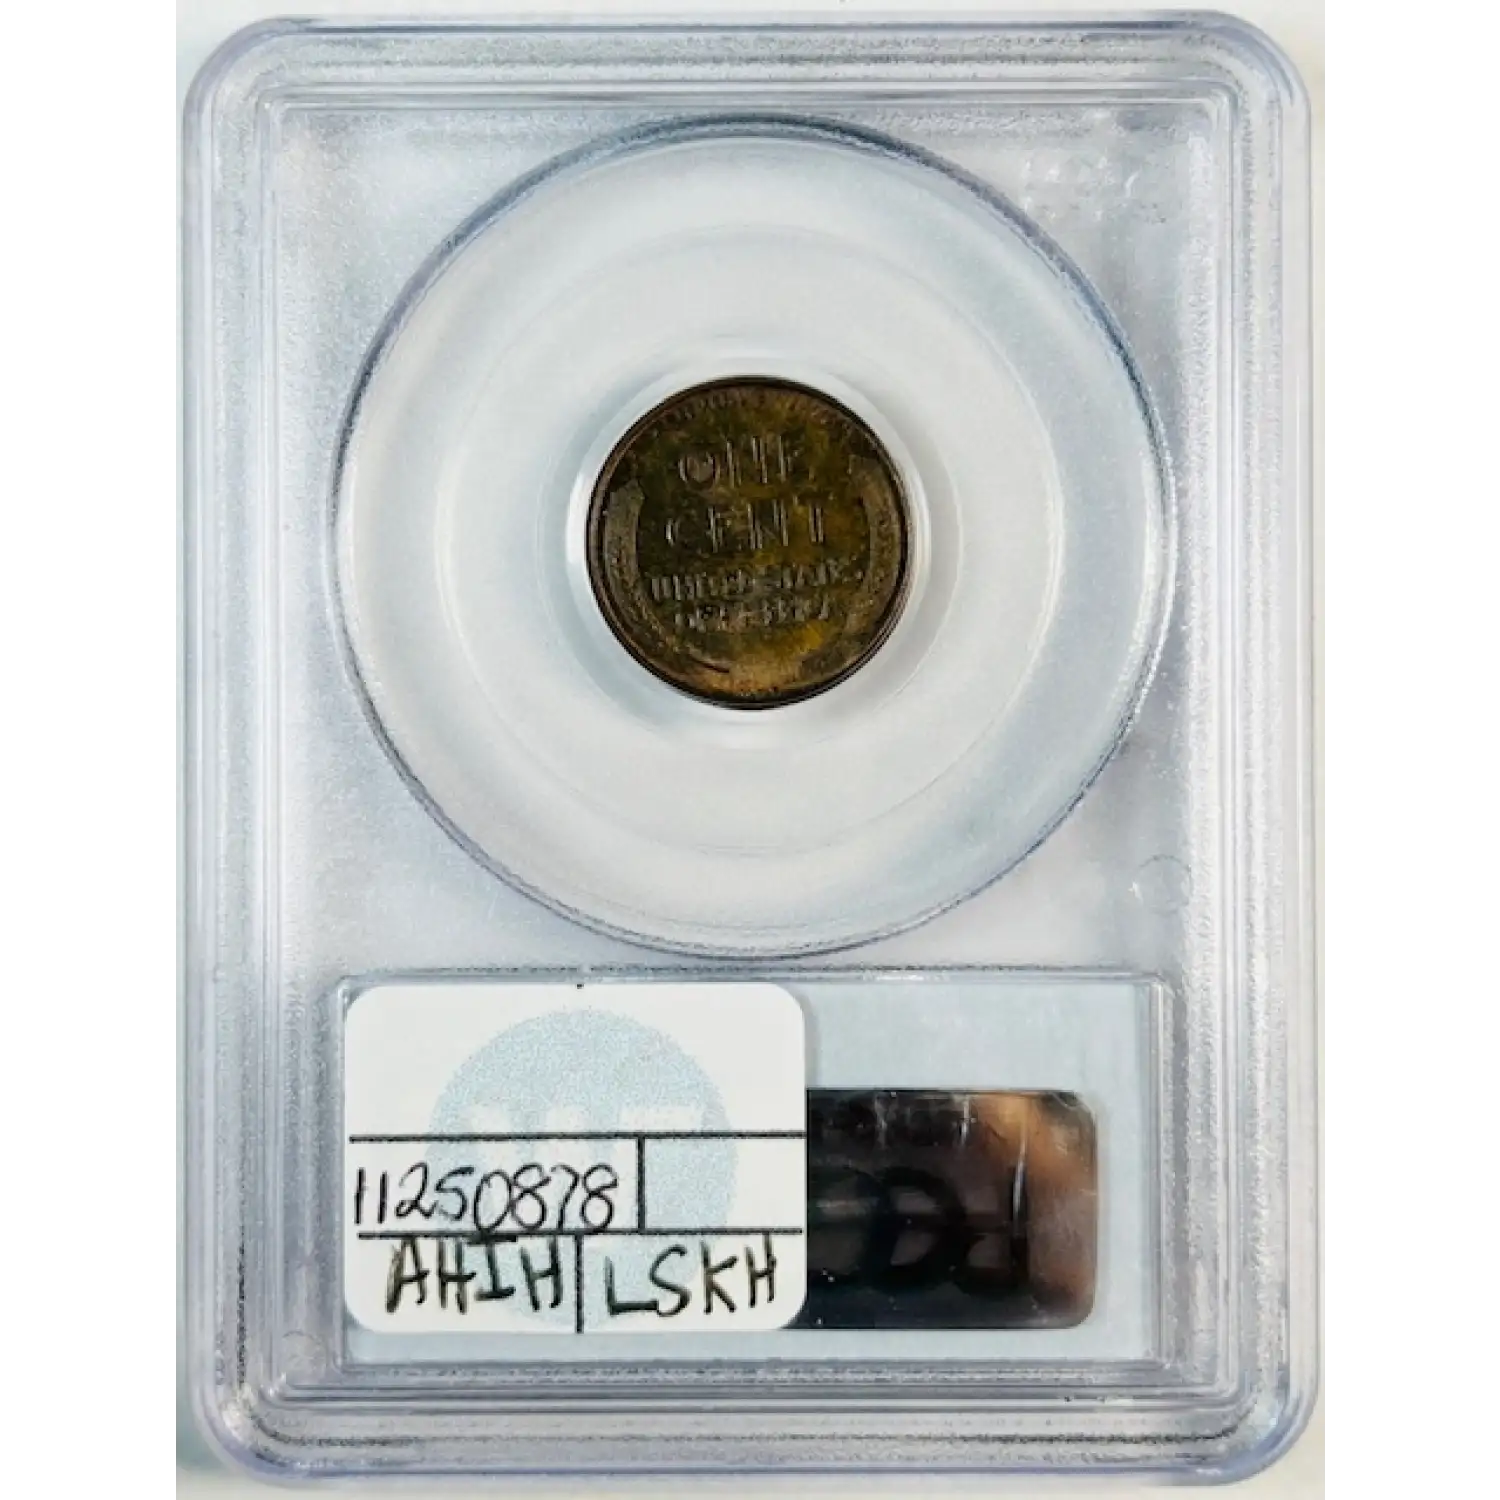 ONE
CENT
UNITED STATES
OF AMERICA
11250878
AHIH LSKH